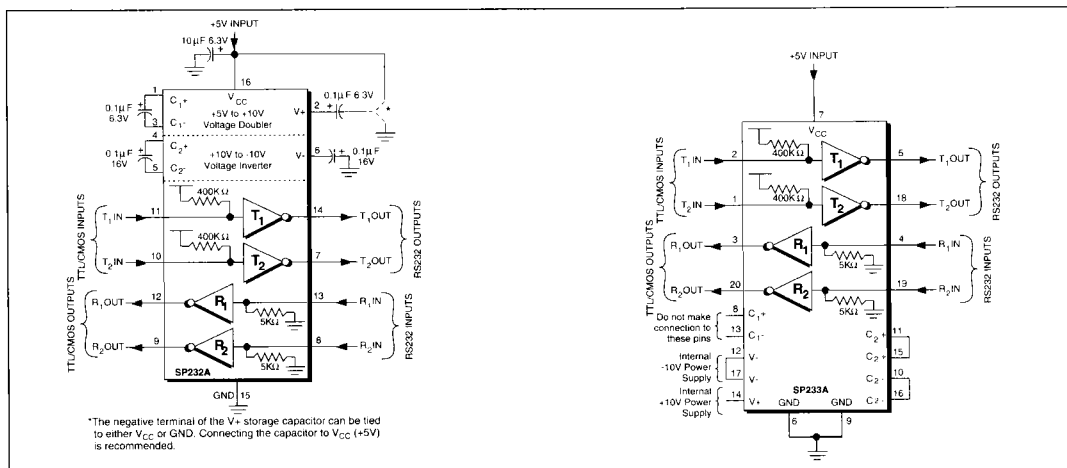 +5V INPUT
10µF 6.3V +
16
VCC
1
C1+
0.1µF 6.3V
+
3
C1-
+5V to +10V
Voltage Doubler
V+
2
+
0.1µF 6.3V
*
4
C2+
0.1µF 16V
+
5
C2-
+10V to -10V
Voltage Inverter
V-
6
+
0.1µF 16V
TTL/CMOS INPUTS
T1IN
11
400KΩ
T1
14
T1OUT
T2IN
10
400KΩ
T2
7
T2OUT
RS232 OUTPUTS
TTL/CMOS OUTPUTS
R1OUT
12
R1
5KΩ
13
R1IN
R2OUT
9
R2
5KΩ
8
R2IN
RS232 INPUTS
SP232A
GND 15
*The negative terminal of the V+ storage capacitor can be tied
to either VCC or GND. Connecting the capacitor to VCC (+5V)
is recommended.
+5V INPUT
7
VCC
TTL/CMOS INPUTS
T1IN
2
400KΩ
T1
5
T1OUT
T2IN
1
400KΩ
T2
18
T2OUT
RS232 OUTPUTS
TTL/CMOS OUTPUTS
R1OUT
3
R1
5KΩ
4
R1IN
R2OUT
20
R2
5KΩ
19
R2IN
RS232 INPUTS
Do not make
connection to
these pins
8
C1+
13
C1-
Internal
-10V Power
Supply
12
V-
17
V-
Internal
+10V Power
Supply
14
V+
C2+
11
C2+
15
C2-
10
C2-
16
SP233A
GND
GND
6
9